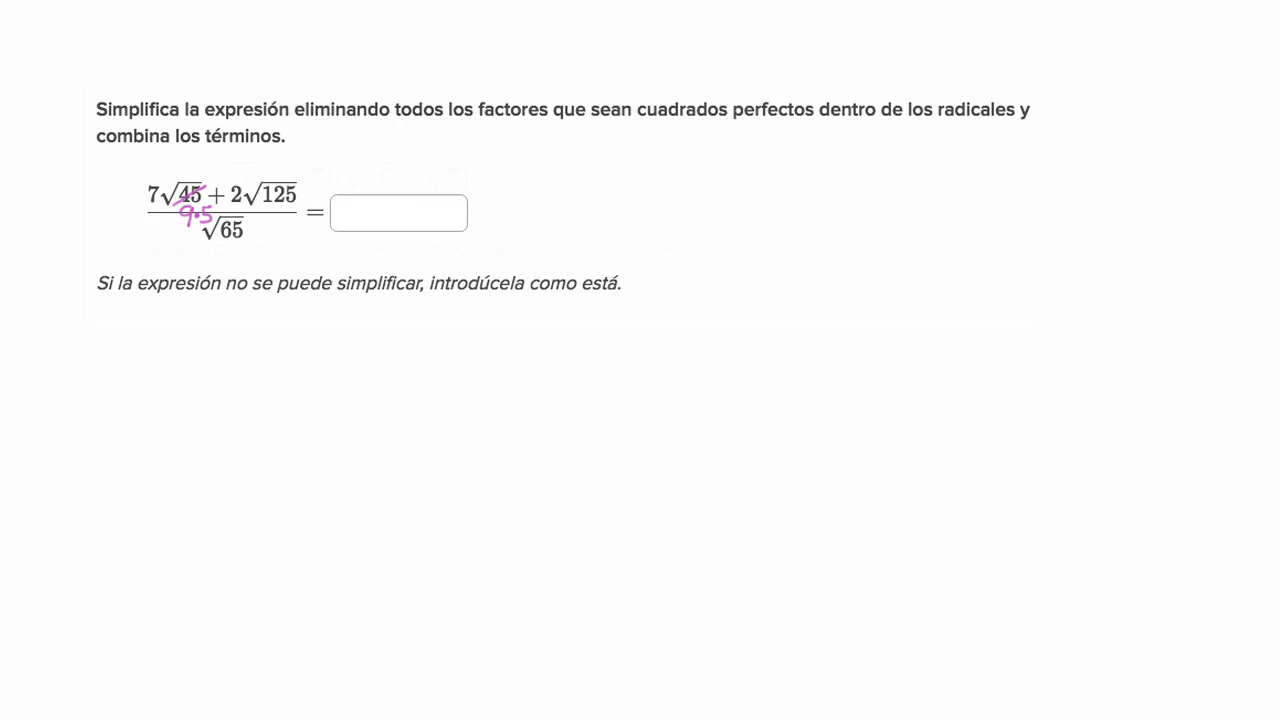 Simplifica la expresión eliminando todos los factores que sean cuadrados perfectos dentro de los radicales y
combina los términos.
7√45 + 2√125
9·5
√65
=
Si la expresión no se puede simplificar, introdúcela como está.